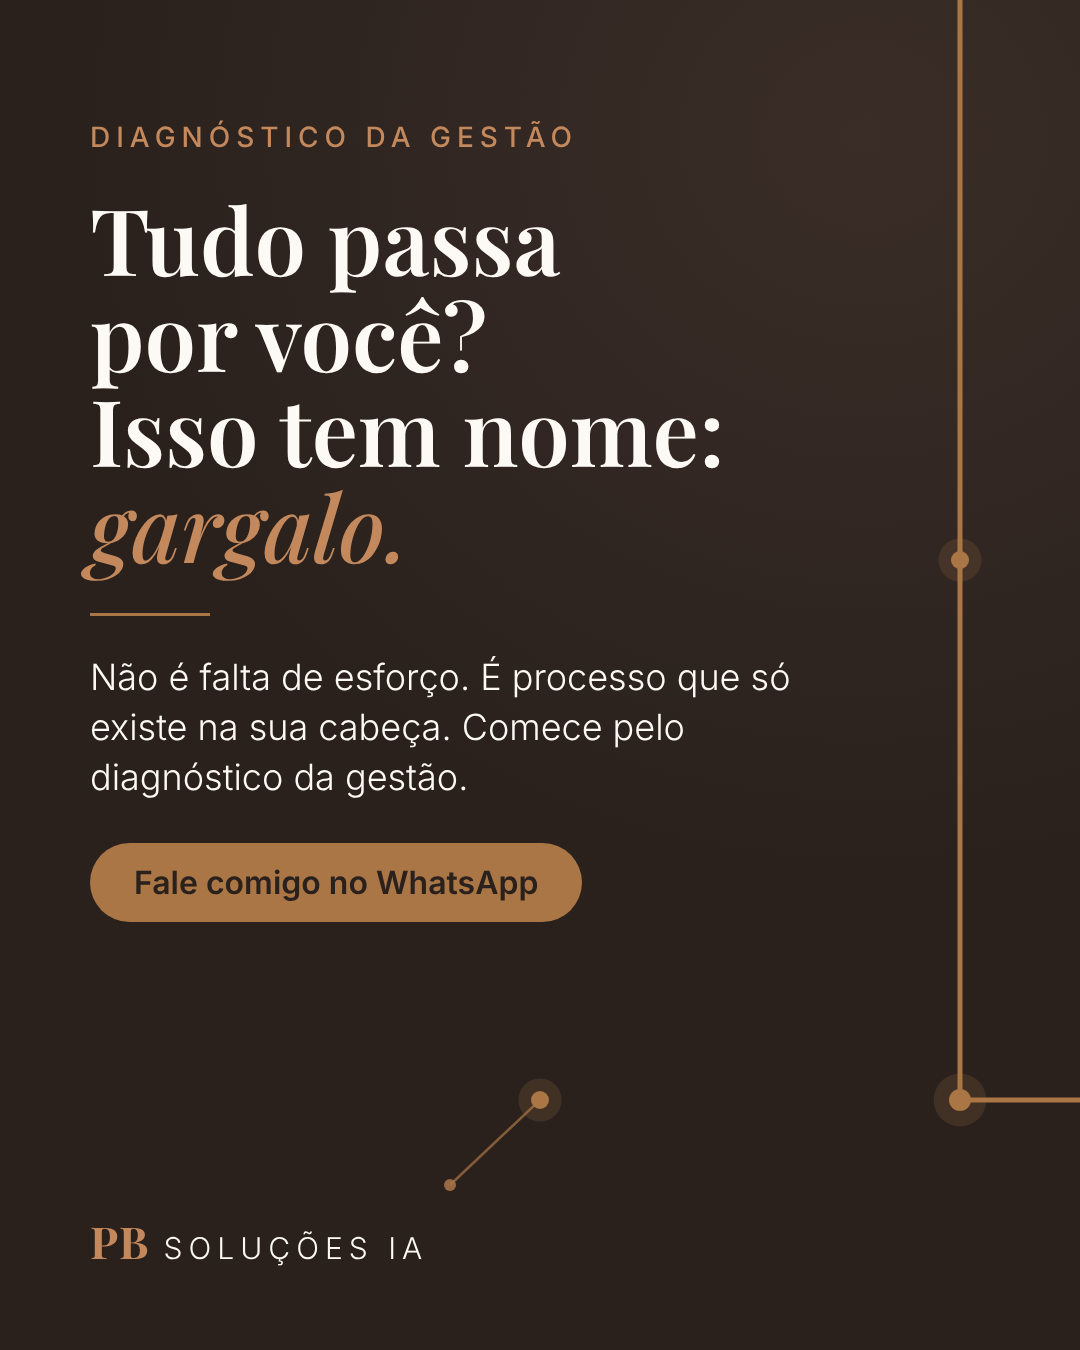 DIAGNÓSTICO DA GESTÃO
Tudo passa
por você?
Isso tem nome:
gargalo.
Não é falta de esforço. É processo que só
existe na sua cabeça. Comece pelo
diagnóstico da gestão.
Fale comigo no WhatsApp
PB SOLUÇÕES IA